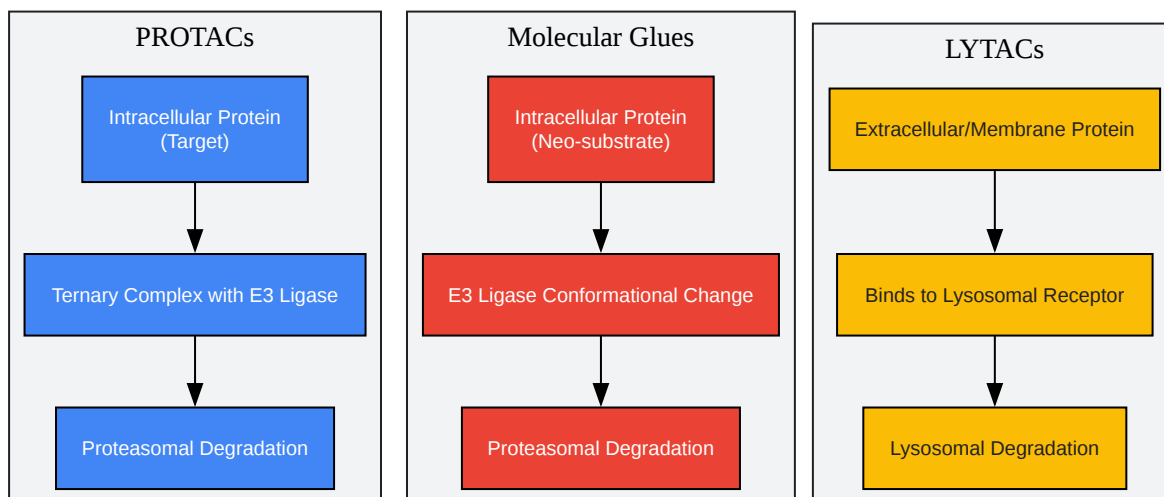 PROTACs
Intracellular Protein
(Target)
Ternary Complex with E3 Ligase
Proteasomal Degradation
Molecular Glues
Intracellular Protein
(Neo-substrate)
E3 Ligase Conformational Change
Proteasomal Degradation
LYTACs
Extracellular/Membrane Protein
Binds to Lysosomal Receptor
Lysosomal Degradation